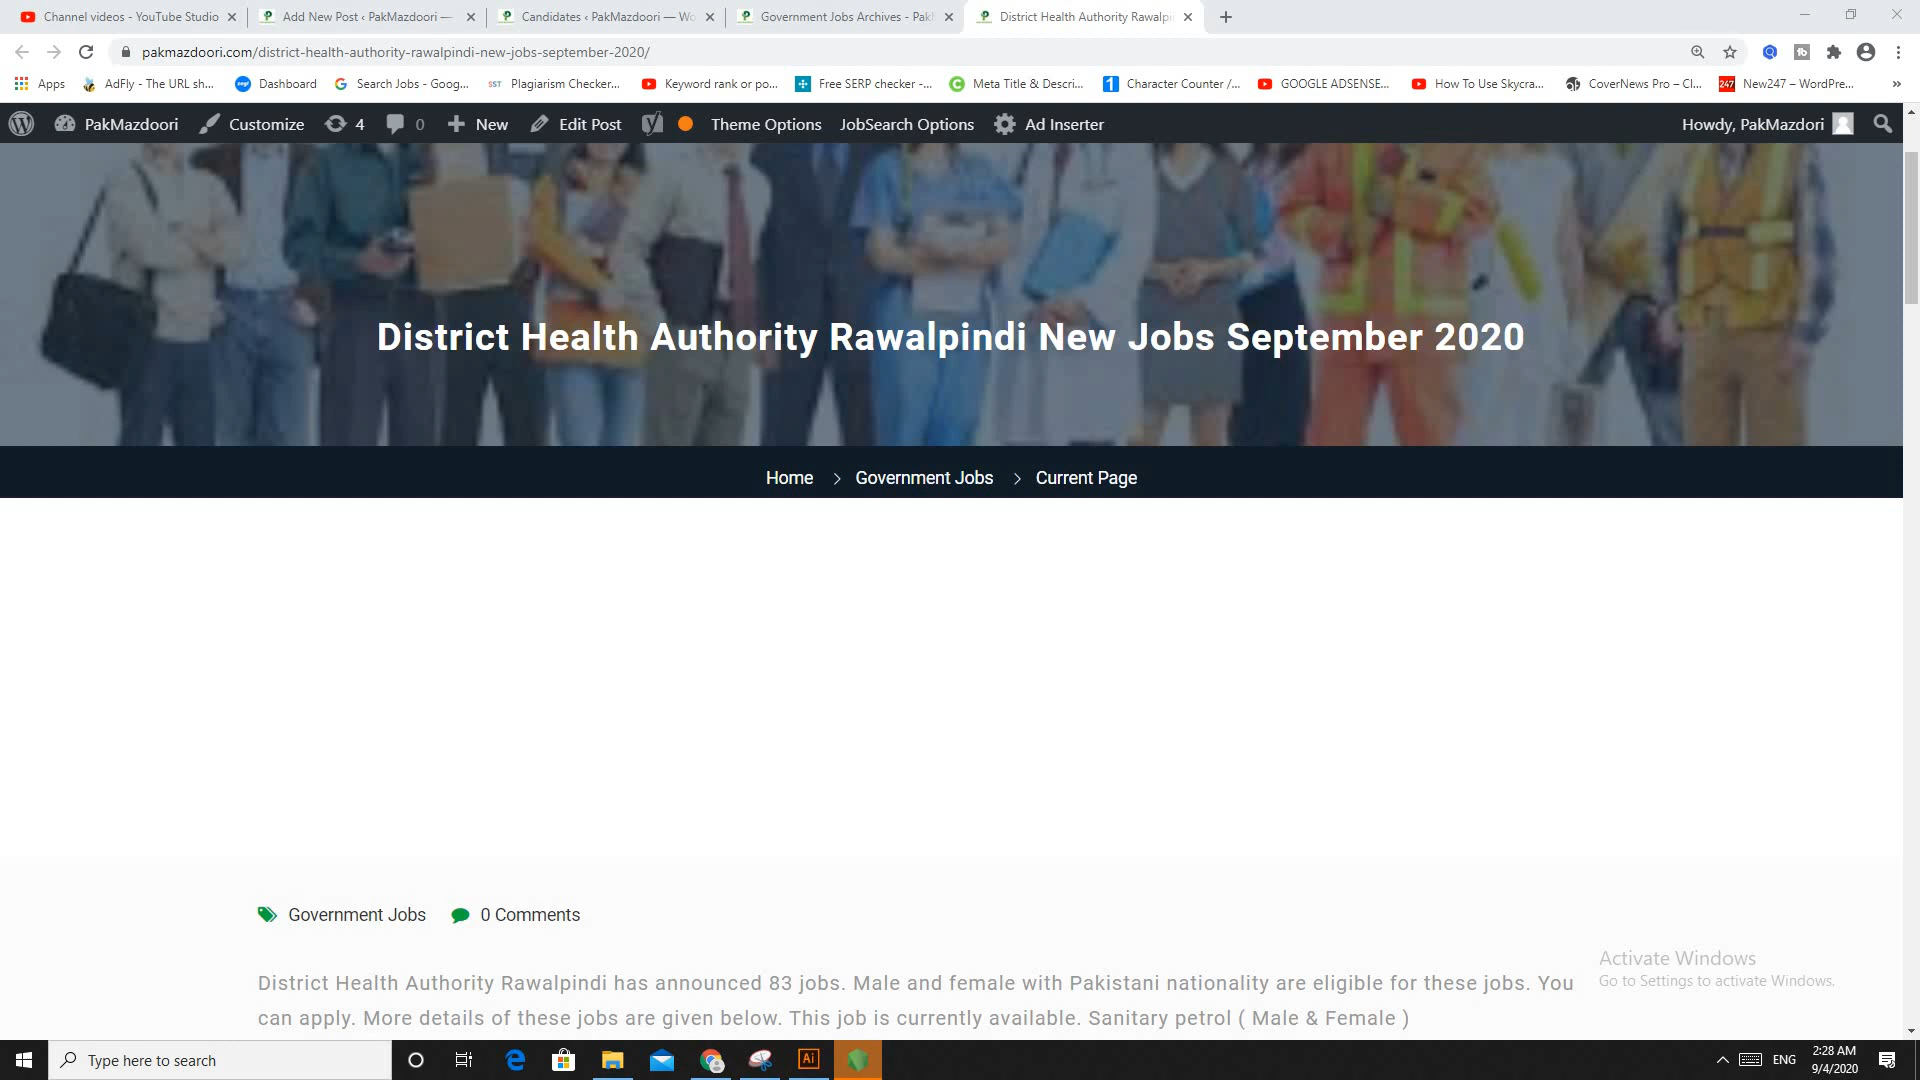 Channel videos - YouTube Studio
Add New Post ‹ PakMazdoori —
Candidates ‹ PakMazdoori — Wo
Government Jobs Archives - Pak
District Health Authority Rawalpi
pakmazdoori.com/district-health-authority-rawalpindi-new-jobs-september-2020/
Apps
AdFly - The URL sh...
Dashboard
Search Jobs - Goog...
SST Plagiarism Checker...
Keyword rank or po...
Free SERP checker -...
Meta Title & Descri...
Character Counter /...
GOOGLE ADSENSE...
How To Use Skycra...
CoverNews Pro – Cl...
247 New247 – WordPre...
PakMazdoori Customize 4 0 New Edit Post Theme Options JobSearch Options Ad Inserter Howdy, PakMazdori
District Health Authority Rawalpindi New Jobs September 2020
Home > Government Jobs > Current Page
Government Jobs 0 Comments
District Health Authority Rawalpindi has announced 83 jobs. Male and female with Pakistani nationality are eligible for these jobs. You
can apply. More details of these jobs are given below. This job is currently available. Sanitary petrol ( Male & Female )
Activate Windows
Go to Settings to activate Windows.
Type here to search
Ai
ENG
2:28 AM
9/4/2020